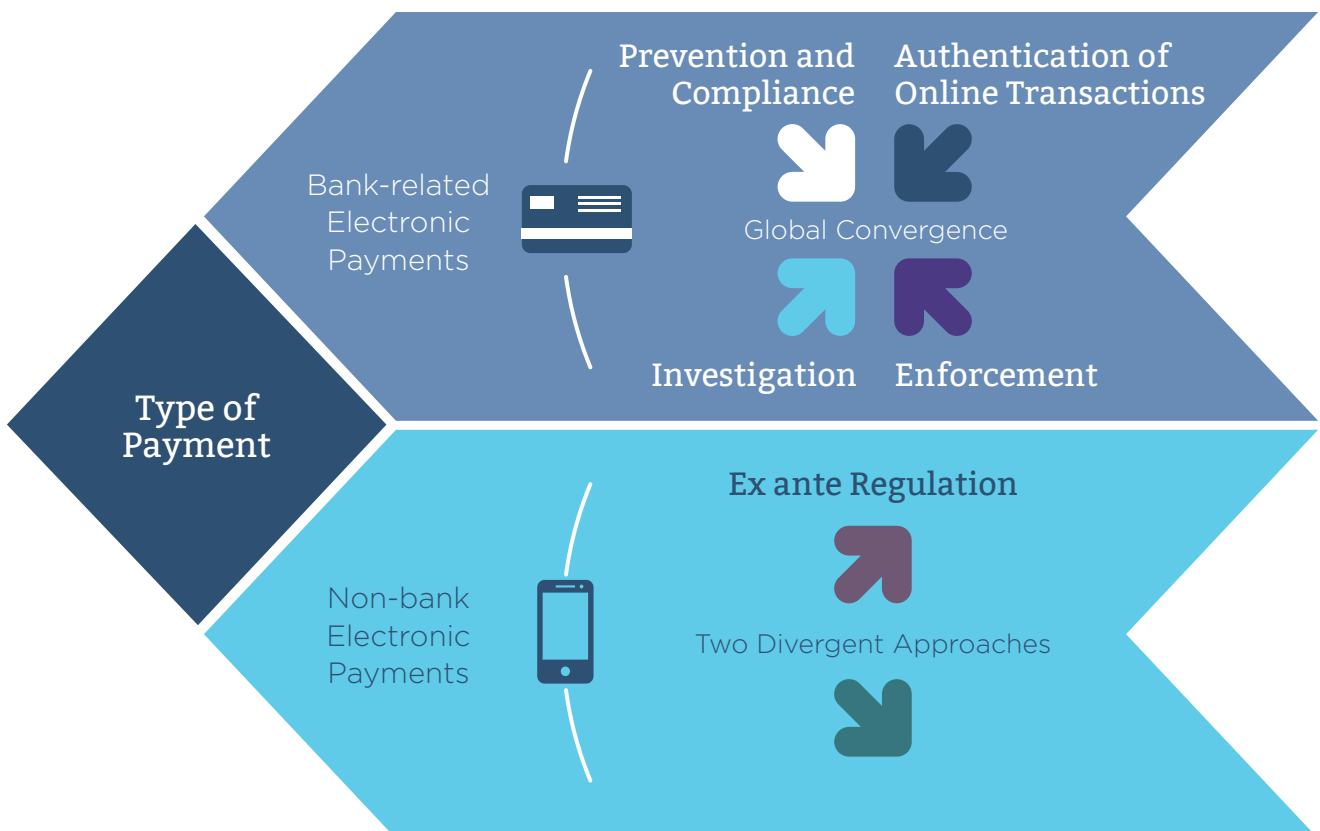 Type of
Payment
Bank-related
Electronic
Payments
Prevention and
Compliance
Authentication of
Online Transactions
Global Convergence
Investigation
Enforcement
Non-bank
Electronic
Payments
Ex ante Regulation
Two Divergent Approaches